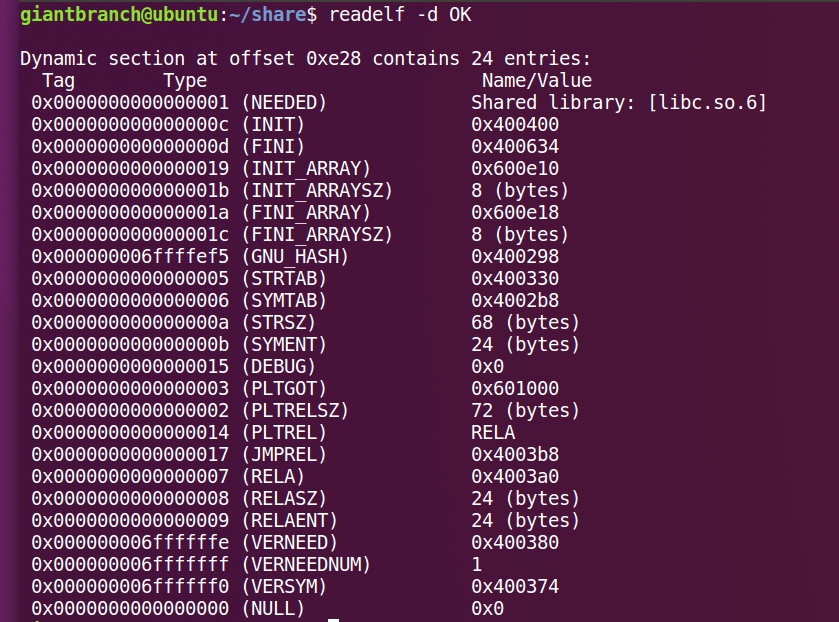 giantbranch@ubuntu:~/share$ readelf -d OK
Dynamic section at offset 0xe28 contains 24 entries:
Tag Type Name/Value
0x0000000000000001 (NEEDED) Shared library: [libc.so.6]
0x000000000000000c (INIT) 0x400400
0x000000000000000d (FINI) 0x400634
0x0000000000000019 (INIT_ARRAY) 0x600e10
0x000000000000001b (INIT_ARRAYSZ) 8 (bytes)
0x000000000000001a (FINI_ARRAY) 0x600e18
0x000000000000001c (FINI_ARRAYSZ) 8 (bytes)
0x000000006ffffef5 (GNU_HASH) 0x400298
0x0000000000000005 (STRTAB) 0x400330
0x0000000000000006 (SYMTAB) 0x4002b8
0x000000000000000a (STRSZ) 68 (bytes)
0x000000000000000b (SYMENT) 24 (bytes)
0x0000000000000015 (DEBUG) 0x0
0x0000000000000003 (PLTGOT) 0x601000
0x0000000000000002 (PLTRELSZ) 72 (bytes)
0x0000000000000014 (PLTREL) RELA
0x0000000000000017 (JMPREL) 0x4003b8
0x0000000000000007 (RELA) 0x4003a0
0x0000000000000008 (RELASZ) 24 (bytes)
0x0000000000000009 (RELAENT) 24 (bytes)
0x000000006ffffffe (VERNEED) 0x400380
0x000000006fffffff (VERNEEDNUM) 1
0x000000006ffffff0 (VERSYM) 0x400374
0x0000000000000000 (NULL) 0x0